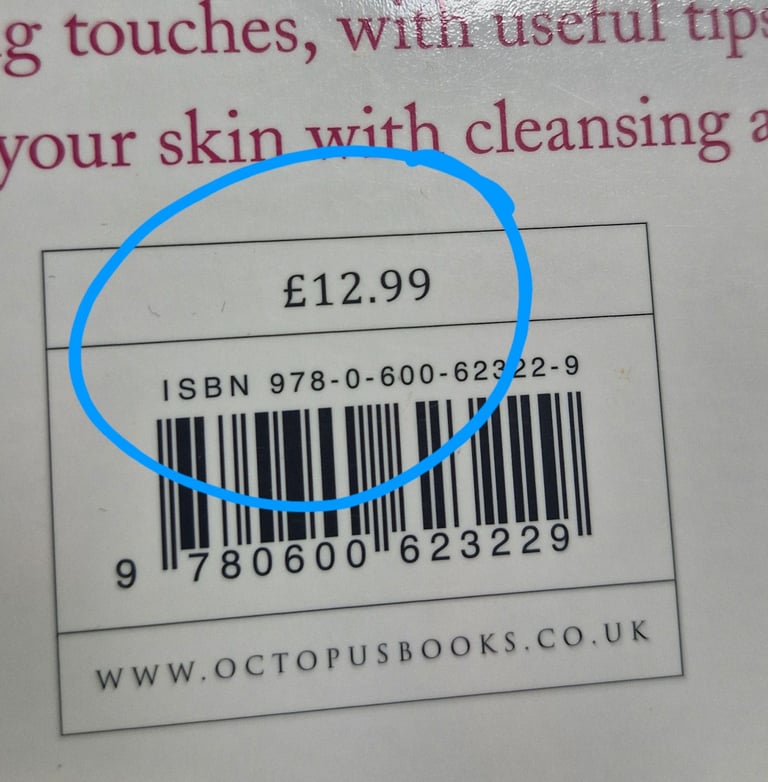 g touches, with useful tips
your skin with cleansing a
£12.99
ISBN 978-0-600-62322-9
9 780600 623229
WWW.OCTOPUSBOOKS.CO.UK